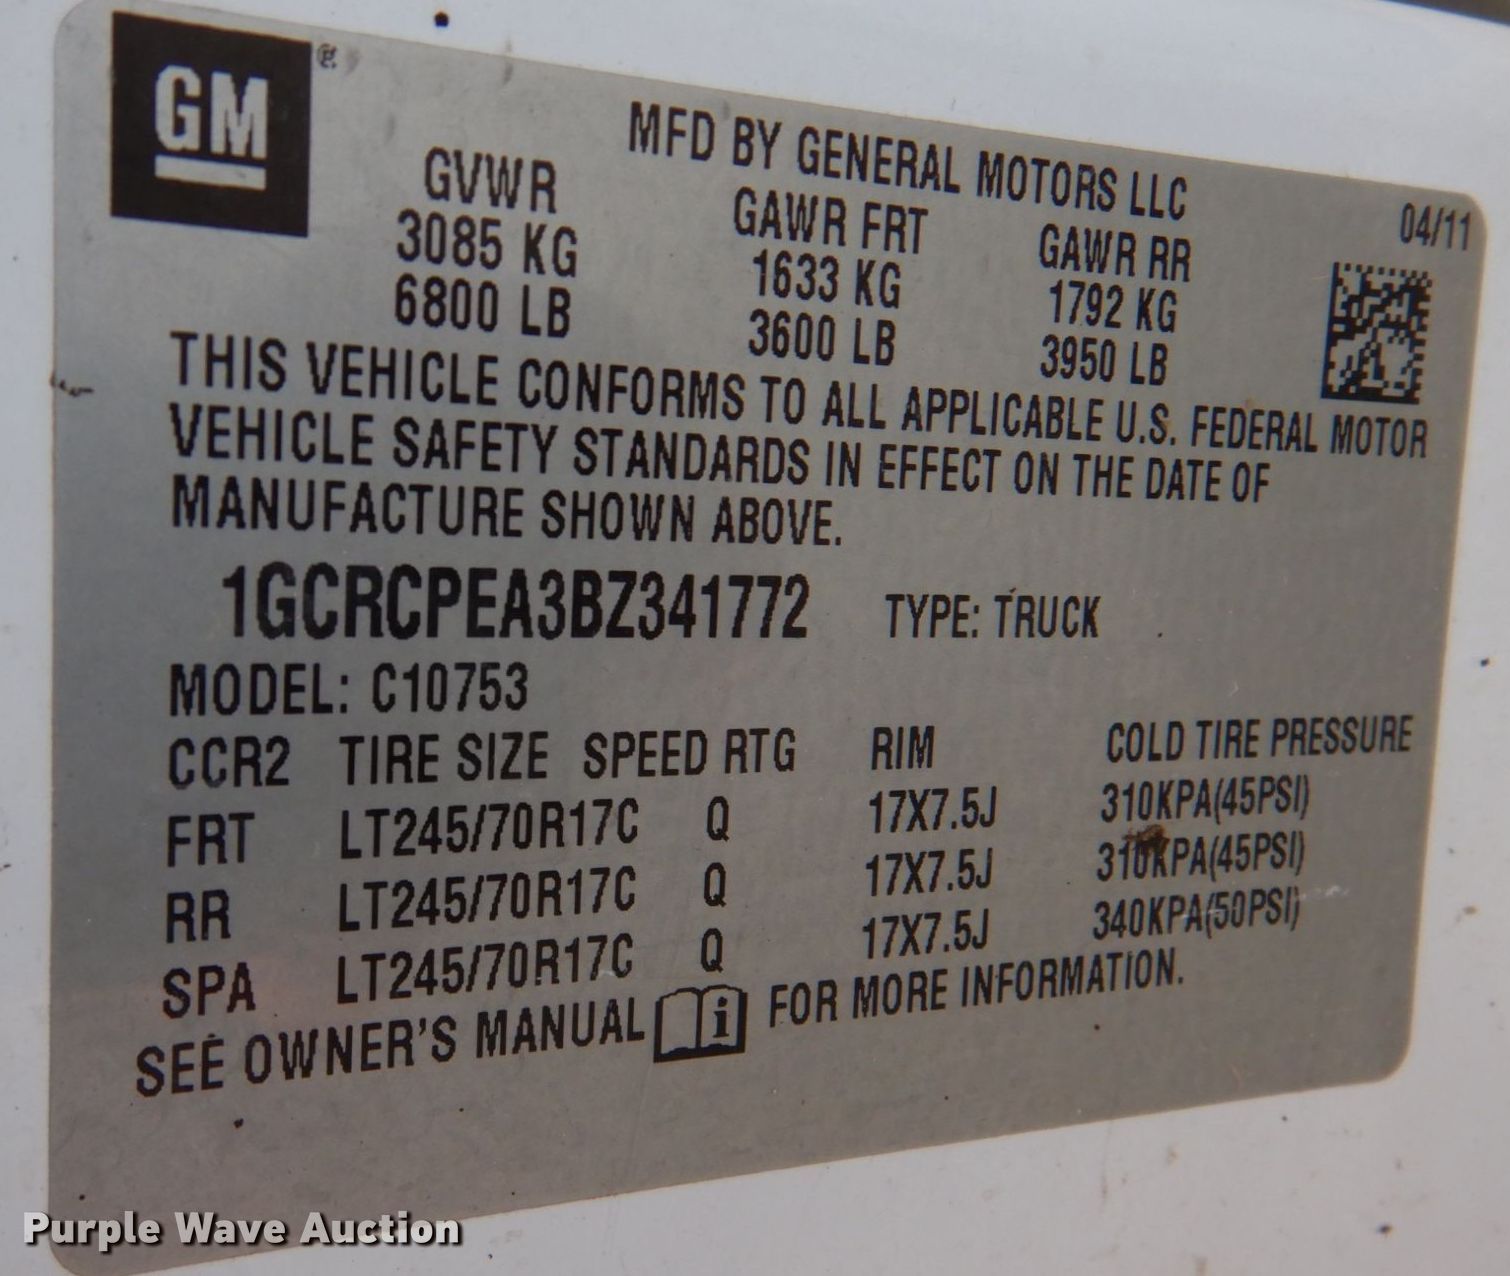 GM ®
MFD BY GENERAL MOTORS LLC
04/11
GVWR GAWR FRT GAWR RR
3085 KG 1633 KG 1792 KG
6800 LB 3600 LB 3950 LB
THIS VEHICLE CONFORMS TO ALL APPLICABLE U.S. FEDERAL MOTOR
VEHICLE SAFETY STANDARDS IN EFFECT ON THE DATE OF
MANUFACTURE SHOWN ABOVE.
1GCRCPEA3BZ341772 TYPE: TRUCK
MODEL: C10753
CCR2 TIRE SIZE SPEED RTG RIM COLD TIRE PRESSURE
FRT LT245/70R17C Q 17X7.5J 310KPA(45PSI)
RR LT245/70R17C Q 17X7.5J 310KPA(45PSI)
SPA LT245/70R17C Q 17X7.5J 340KPA(50PSI)
SEE OWNER'S MANUAL i FOR MORE INFORMATION.
Purple Wave Auction